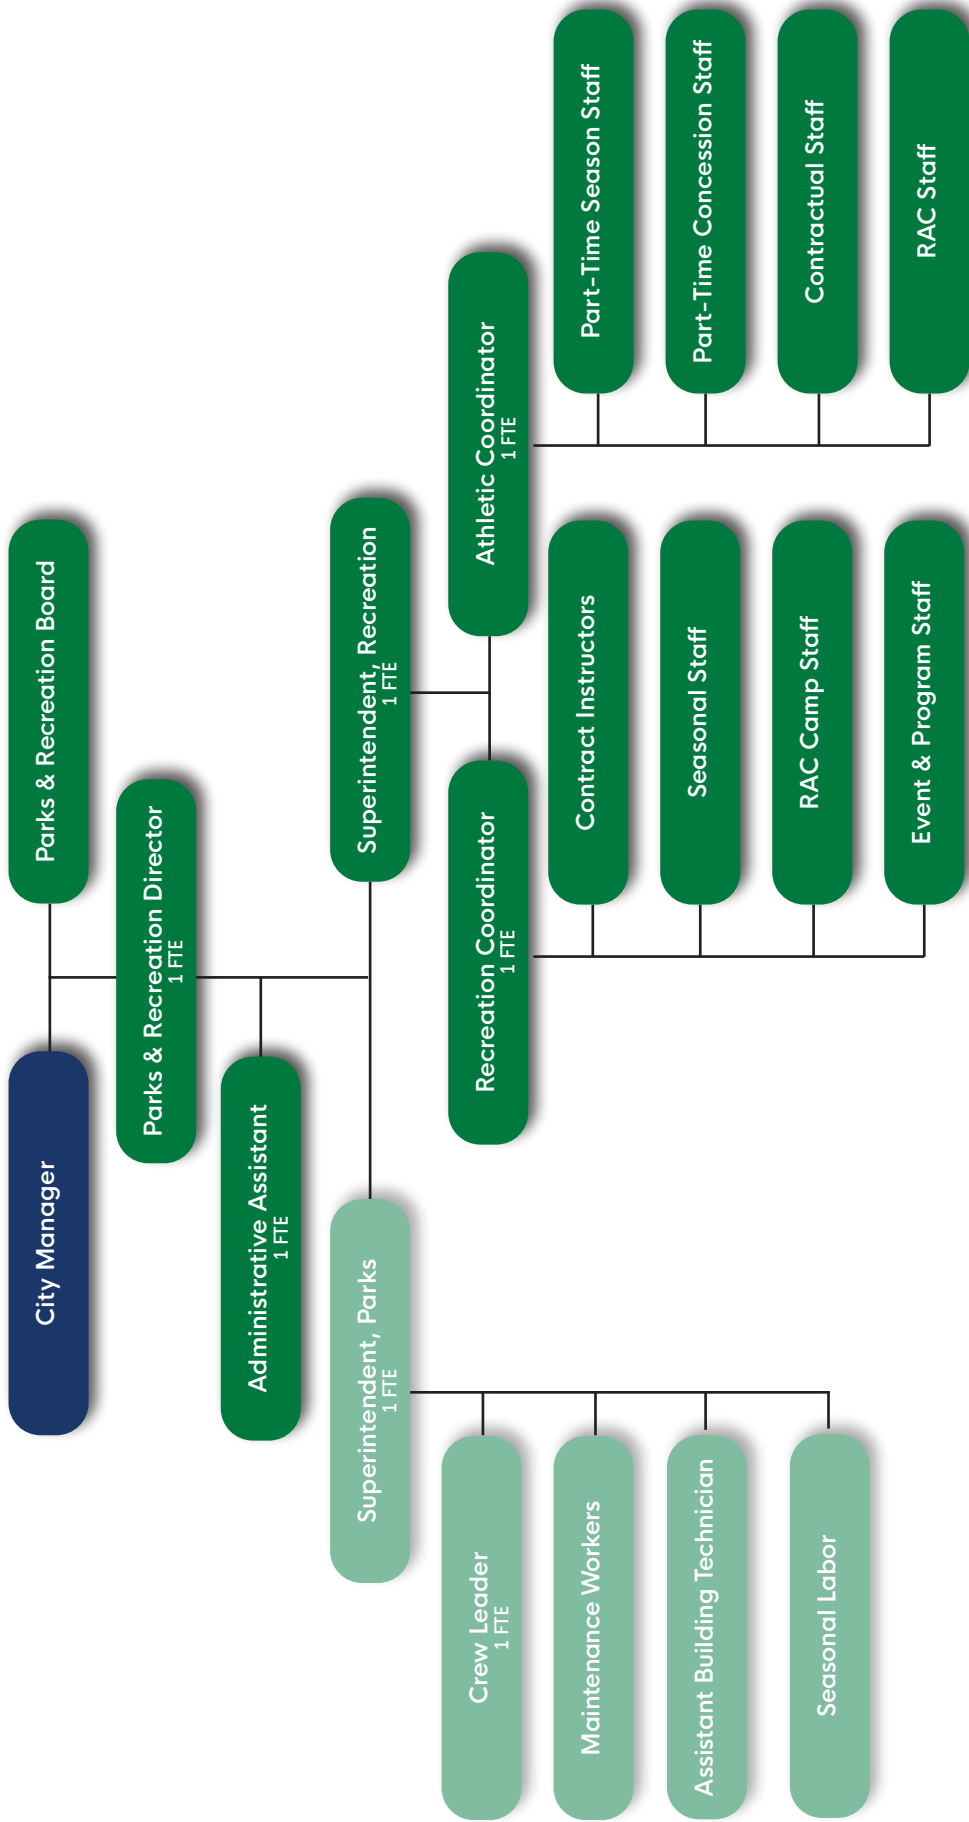 City Manager
Parks & Recreation Board
Parks & Recreation Director
1 FTE
Administrative Assistant
1 FTE
Superintendent, Parks
1 FTE
Superintendent, Recreation
1 FTE
Crew Leader
1 FTE
Maintenance Workers
Assistant Building Technician
Seasonal Labor
Recreation Coordinator
1 FTE
Contract Instructors
Seasonal Staff
RAC Camp Staff
Event & Program Staff
Athletic Coordinator
1 FTE
Part-Time Season Staff
Part-Time Concession Staff
Contractual Staff
RAC Staff